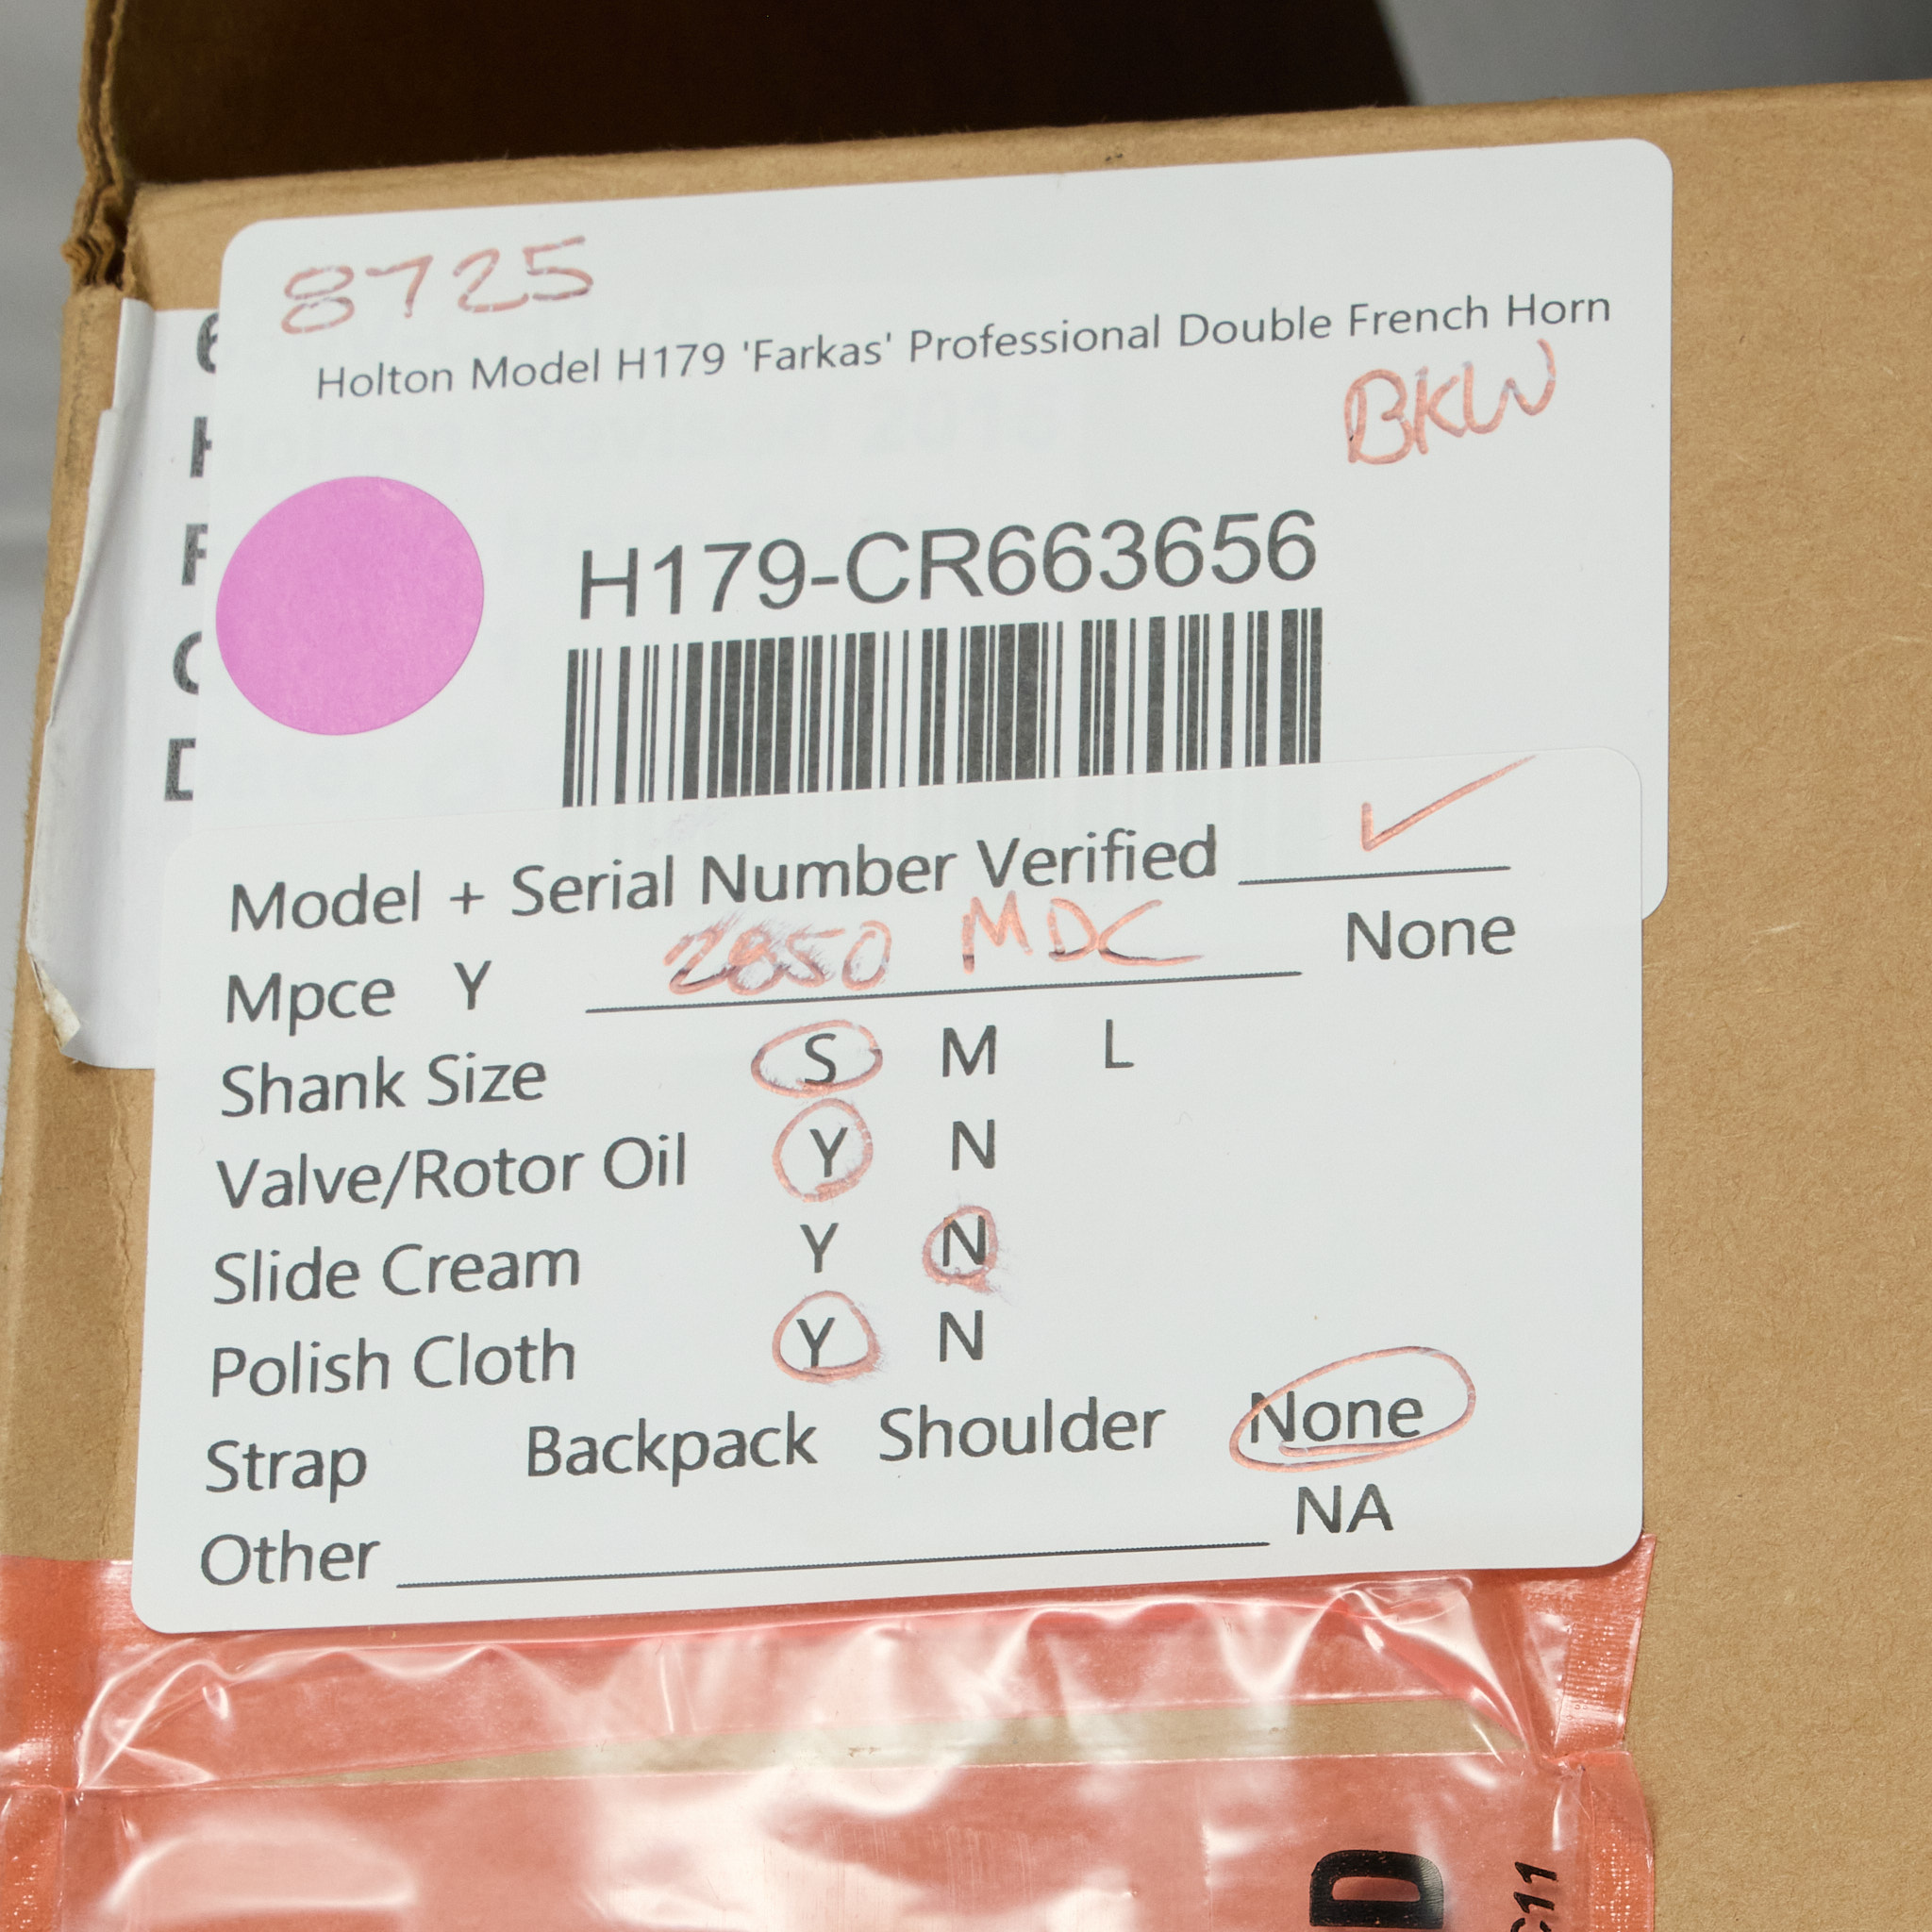 8725
Holton Model H179 'Farkas' Professional Double French Horn
BKW
H179-CR663656
Model + Serial Number Verified ✓
Mpce Y 2850 MDC None
Shank Size S M L
Valve/Rotor Oil Y N
Slide Cream Y N
Polish Cloth Y N
Strap Backpack Shoulder None
Other NA
D
C11